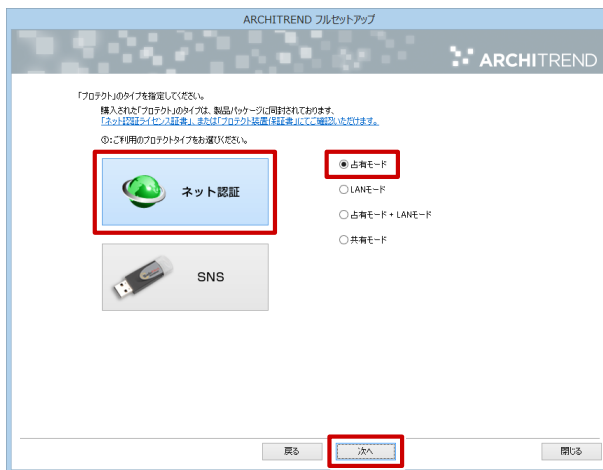 ARCHITREND フルセットアップ
ARCHITREND
「プロテクト」のタイプを指定してください。
購入された「プロテクト」のタイプは、製品パッケージに同封されております、
「ネット認証ライセンス証書」、または「プロテクト装置保証書」にてご確認いただけます。
①:ご利用のプロテクトタイプをお選びください。
ネット認証
占有モード
LANモード
占有モード + LANモード
共有モード
SNS
戻る
次へ
閉じる